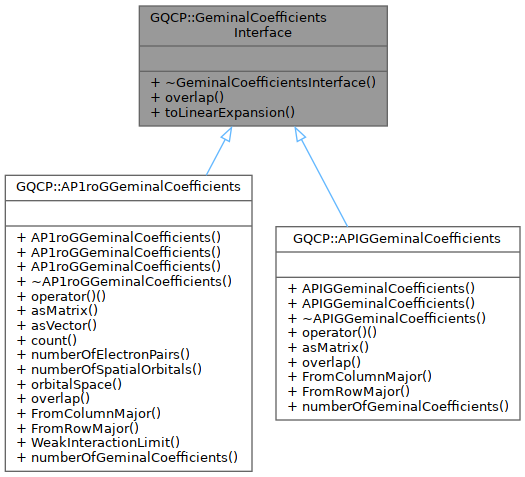 GQCP::GeminalCoefficients
Interface
+ ~GeminalCoefficientsInterface()
+ overlap()
+ toLinearExpansion()
GQCP::AP1roGGeminalCoefficients
+ AP1roGGeminalCoefficients()
+ AP1roGGeminalCoefficients()
+ AP1roGGeminalCoefficients()
+ ~AP1roGGeminalCoefficients()
+ operator()()
+ asMatrix()
+ asVector()
+ count()
+ numberOfElectronPairs()
+ numberOfSpatialOrbitals()
+ orbitalSpace()
+ overlap()
+ FromColumnMajor()
+ FromRowMajor()
+ WeakInteractionLimit()
+ numberOfGeminalCoefficients()
GQCP::APIGGeminalCoefficients
+ APIGGeminalCoefficients()
+ APIGGeminalCoefficients()
+ ~APIGGeminalCoefficients()
+ operator()()
+ asMatrix()
+ overlap()
+ FromColumnMajor()
+ FromRowMajor()
+ numberOfGeminalCoefficients()